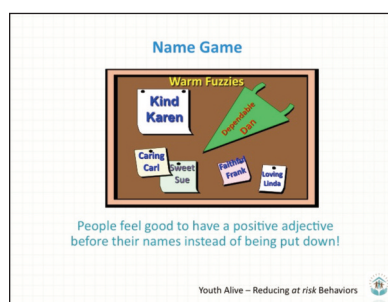 Name Game
Warm Fuzzies
Kind
Karen
Dependable
Dan
Caring
Carl
Sweet
Sue
Faithful
Frank
Loving
Linda
People feel good to have a positive adjective
before their names instead of being put down!
Youth Alive – Reducing at risk Behaviors